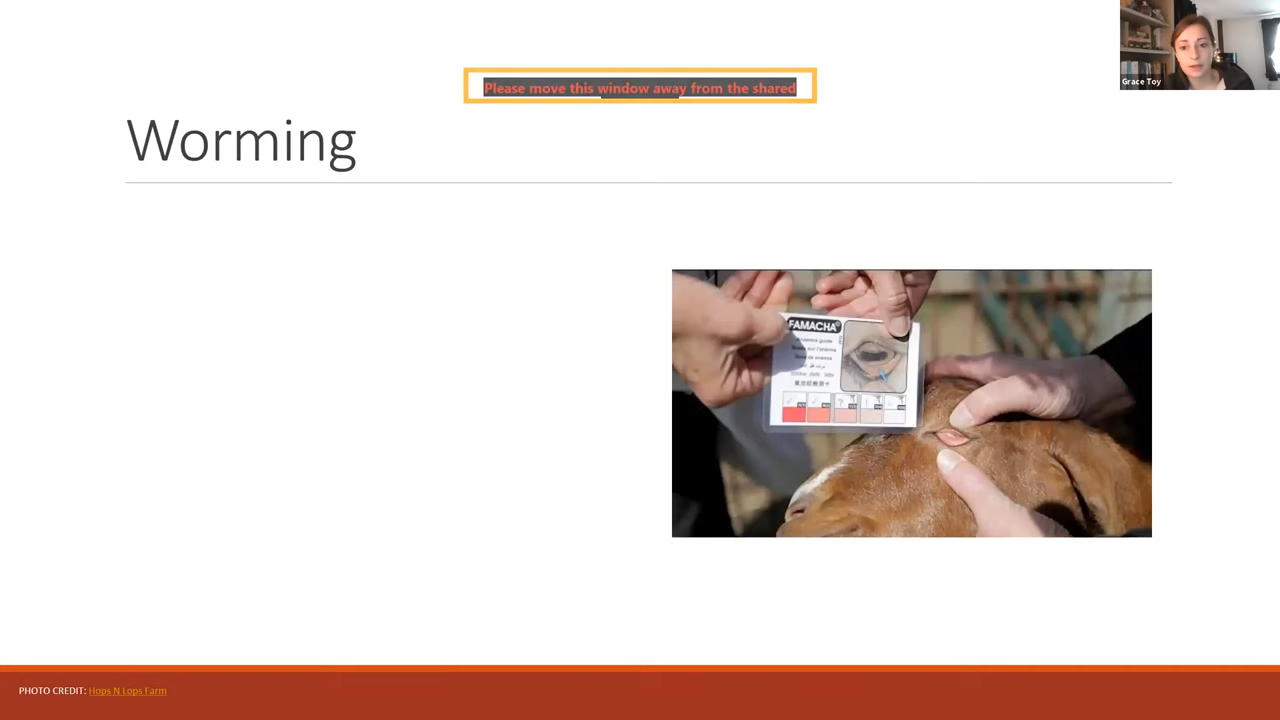 Grace Toy
Please move this window away from the shared
Worming
FAMACHA
PHOTO CREDIT: Hops N Lops Farm